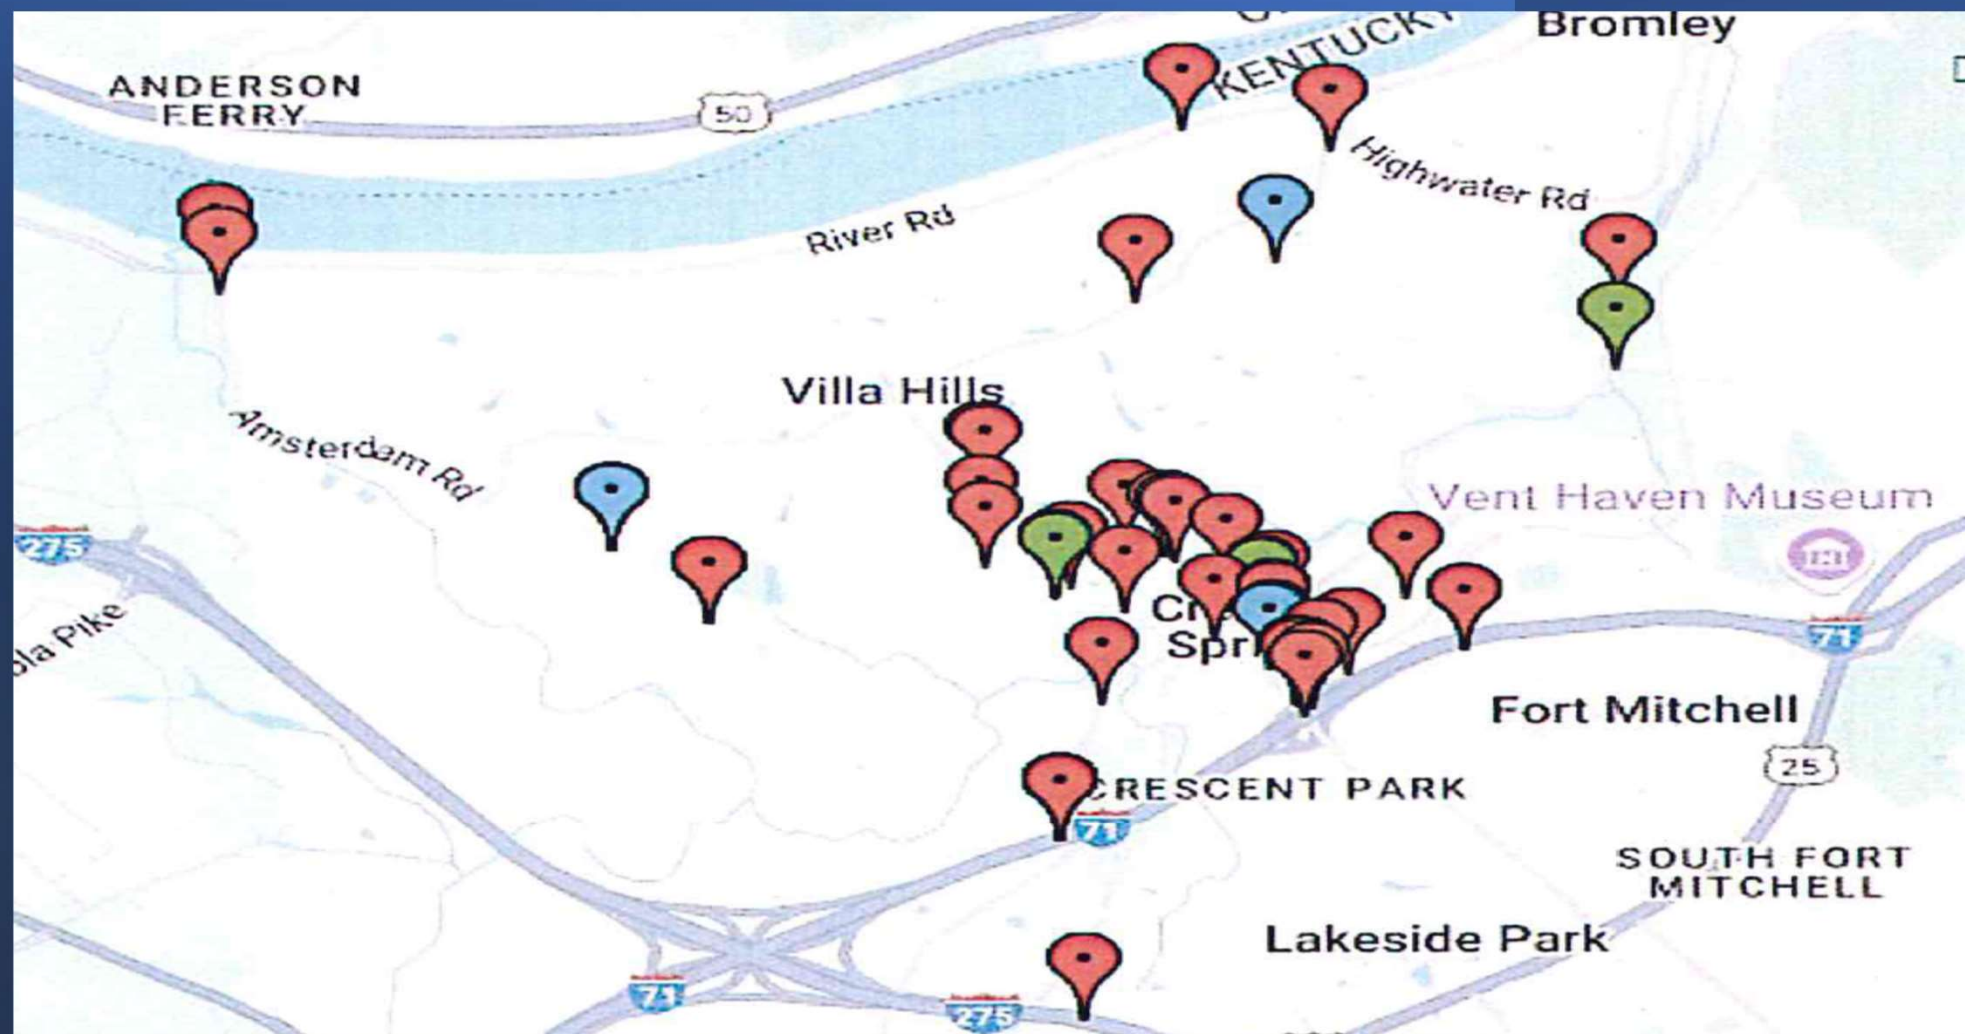 Bromley
KENTUCKY
ANDERSON
FERRY
50
Highwater Rd
River Rd
Villa Hills
Amsterdam Rd
Vent Haven Museum
275
Pike
71
Fort Mitchell
25
CRESCENT PARK
71
SOUTH FORT
MITCHELL
Lakeside Park
71
275